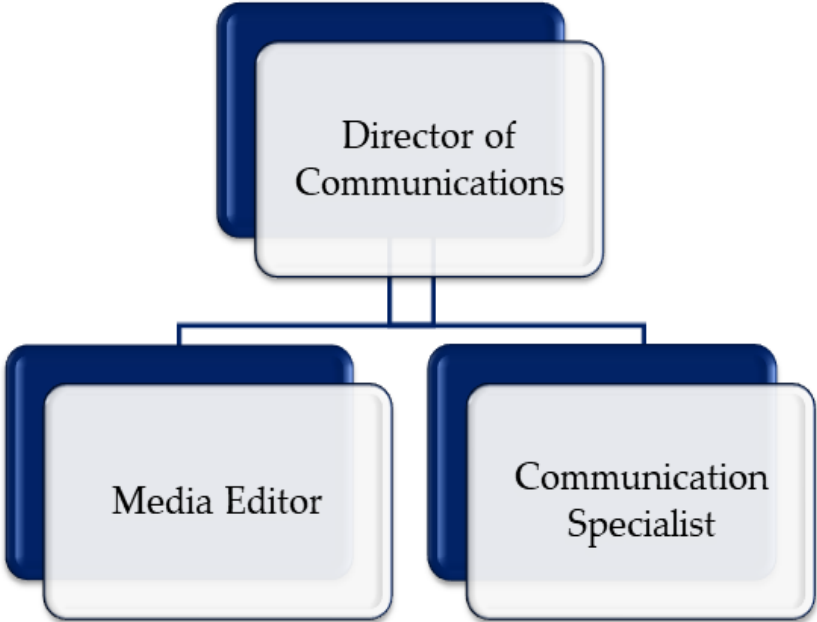 Director of
Communications
Media Editor
Communication
Specialist